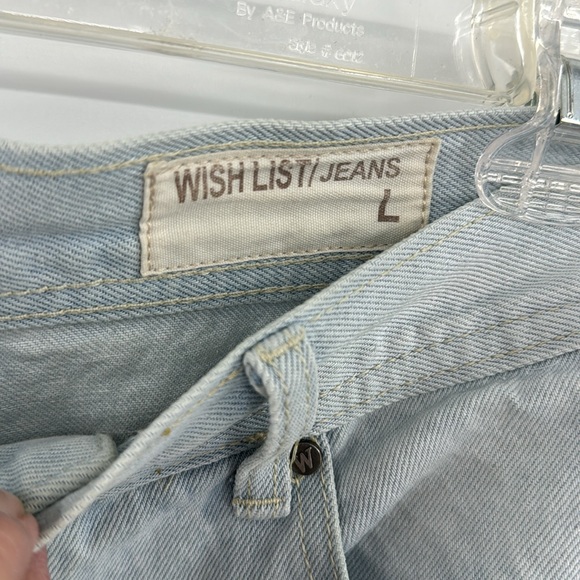 By A&E Products
WISH LIST/JEANS
L
W